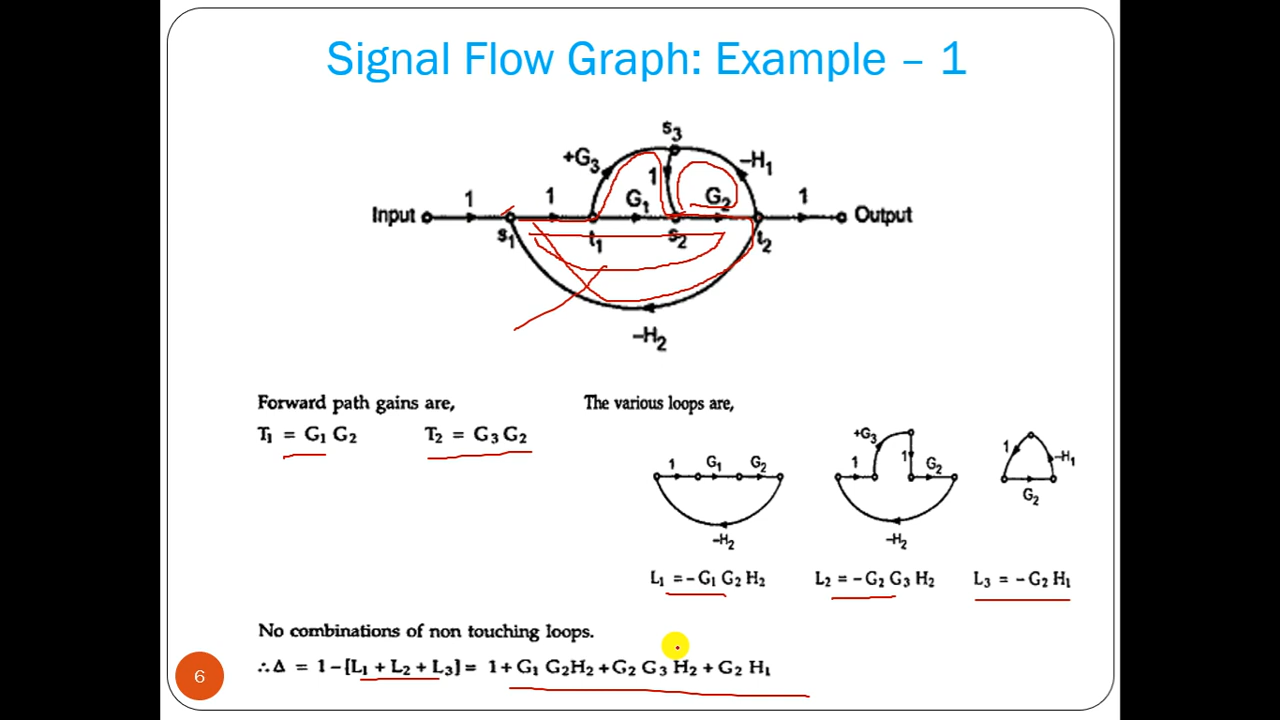 Signal Flow Graph: Example – 1
s₃
+G₃ 1 –H₁
Input 1 1 G₁ G₂ 1 Output
s₁ t₁ s₂ t₂
–H₂
Forward path gains are, The various loops are,
T₁ = G₁ G₂ T₂ = G₃ G₂
1 G₁ G₂ +G₃ 1 1 G₂ 1 –H₁
–H₂ –H₂ G₂
L₁ = – G₁ G₂ H₂ L₂ = – G₂ G₃ H₂ L₃ = – G₂ H₁
No combinations of non touching loops.
∴ Δ = 1 – [L₁ + L₂ + L₃] = 1 + G₁ G₂H₂ + G₂ G₃ H₂ + G₂ H₁
6